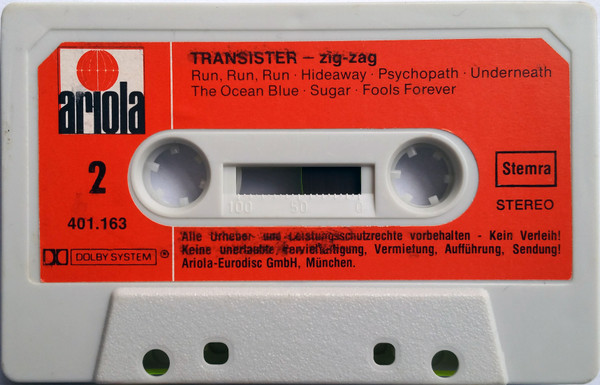 ariola
TRANSISTER – zig-zag
Run, Run, Run · Hideaway · Psychopath · Underneath
The Ocean Blue · Sugar · Fools Forever
2
401.163
DOLBY SYSTEM ®
100 50 0
Stemra
STEREO
Alle Urheber- und Leistungsschutzrechte vorbehalten - Kein Verleih!
Keine unerlaubte Vervielfältigung, Vermietung, Aufführung, Sendung!
Ariola-Eurodisc GmbH, München.